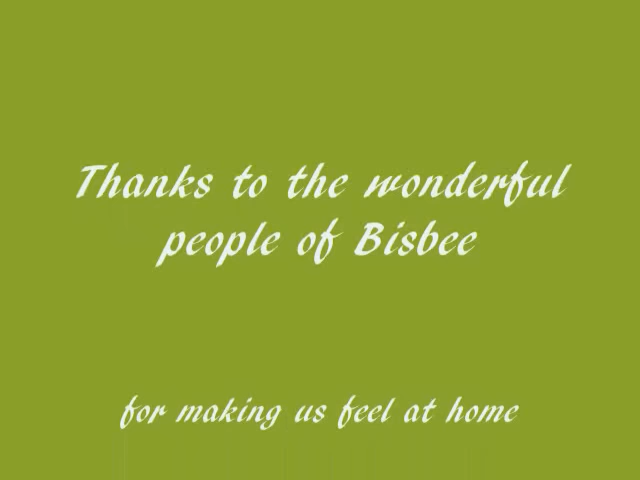 Thanks to the wonderful
people of Bisbee
for making us feel at home